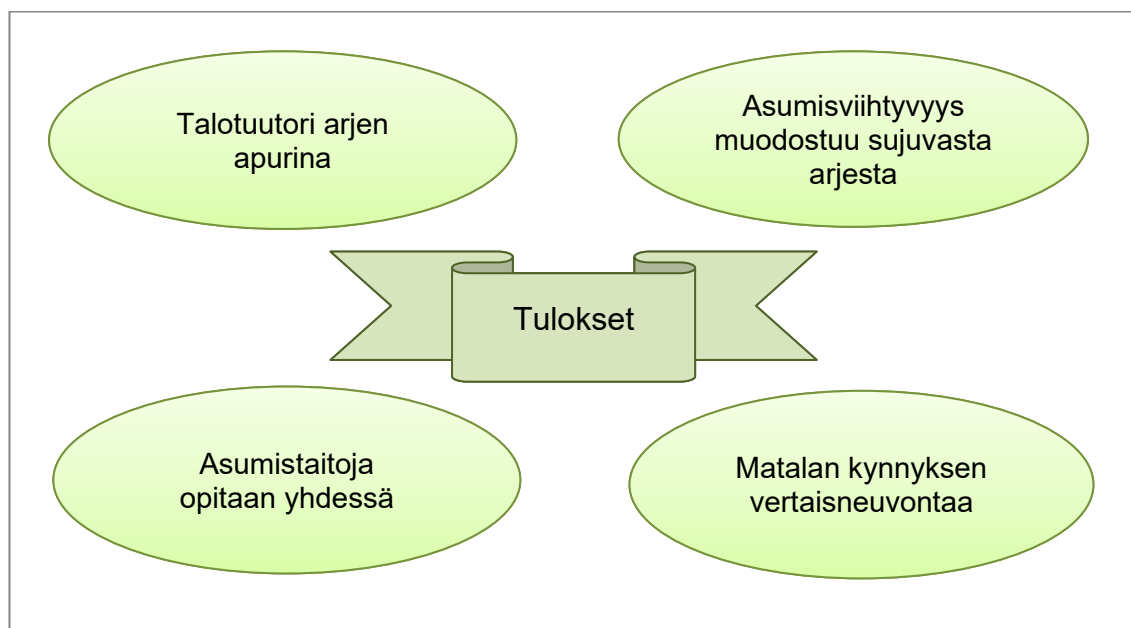 Talotuutori arjen
apurina
Asumisviihtyvyys
muodostuu sujuvasta
arjesta
Tulokset
Asumistaitoja
opitaan yhdessä
Matalan kynnyksen
vertaisneuvontaa